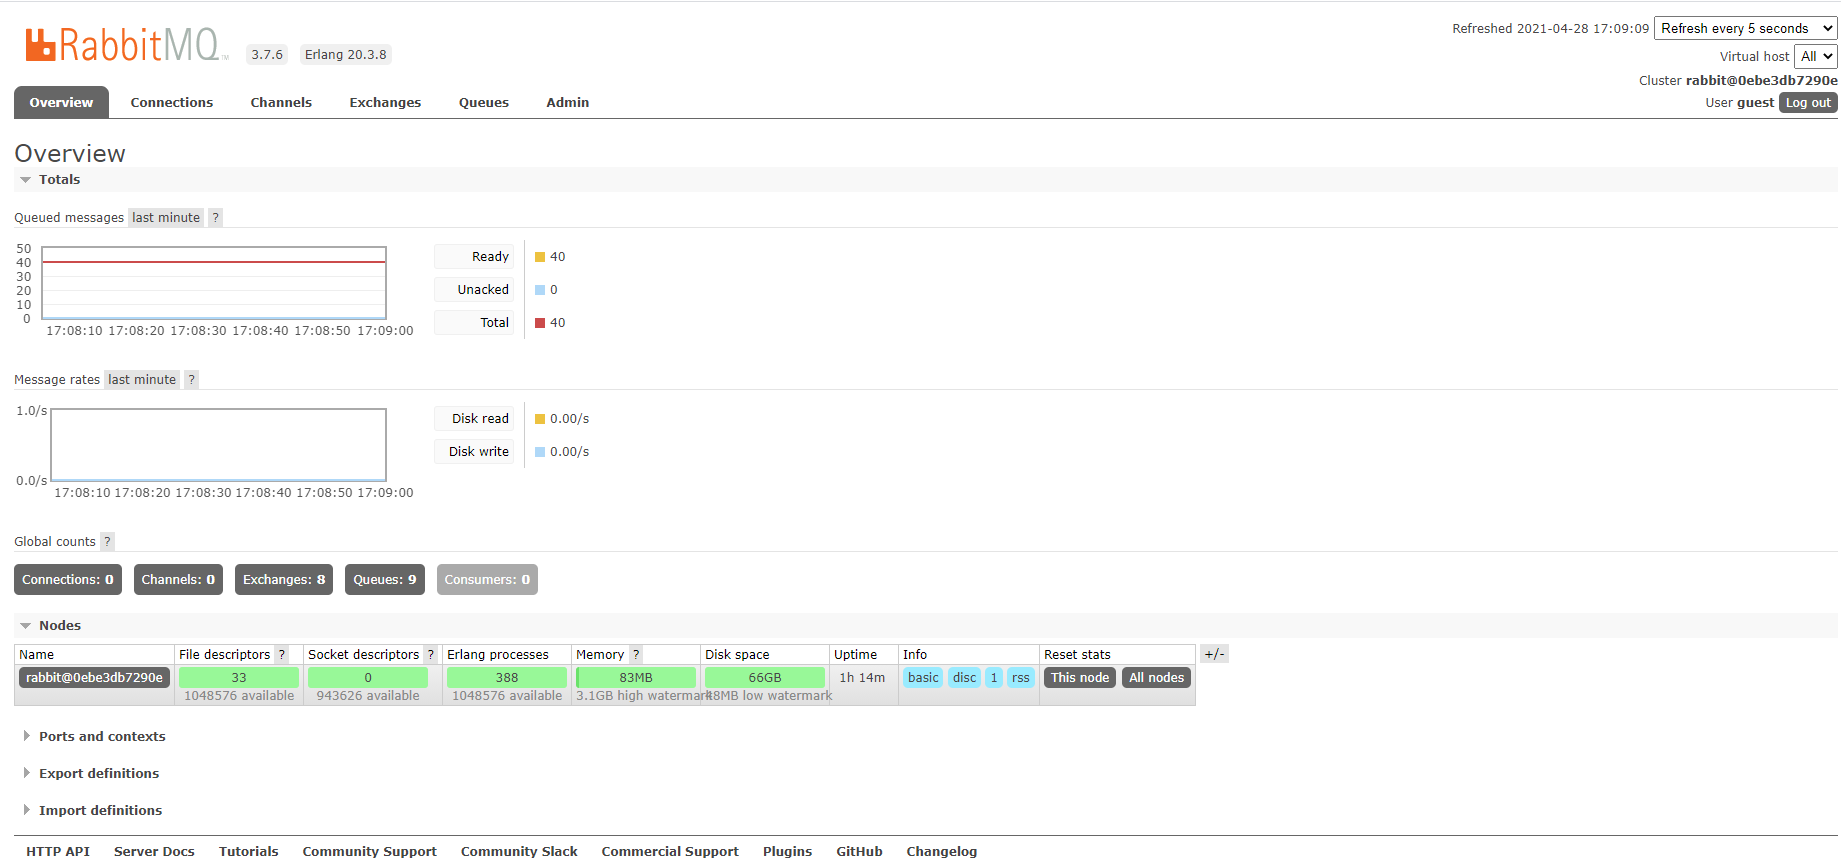 RabbitMQ™ 3.7.6 Erlang 20.3.8
Refreshed 2021-04-28 17:09:09 Refresh every 5 seconds
Virtual host All
Cluster rabbit@0ebe3db7290e
User guest Log out
Overview Connections Channels Exchanges Queues Admin
Overview
Totals
Queued messages last minute ?
50
40
30
20
10
0
17:08:10 17:08:20 17:08:30 17:08:40 17:08:50 17:09:00
Ready 40
Unacked 0
Total 40
Message rates last minute ?
1.0/s
0.0/s
17:08:10 17:08:20 17:08:30 17:08:40 17:08:50 17:09:00
Disk read 0.00/s
Disk write 0.00/s
Global counts ?
Connections: 0 Channels: 0 Exchanges: 8 Queues: 9 Consumers: 0
Nodes
Name File descriptors ? Socket descriptors ? Erlang processes Memory ? Disk space Uptime Info Reset stats +/-
rabbit@0ebe3db7290e 33 0 388 83MB 66GB 1h 14m basic disc 1 rss This node All nodes
1048576 available 943626 available 1048576 available 3.1GB high watermark 48MB low watermark
Ports and contexts
Export definitions
Import definitions
HTTP API Server Docs Tutorials Community Support Community Slack Commercial Support Plugins GitHub Changelog